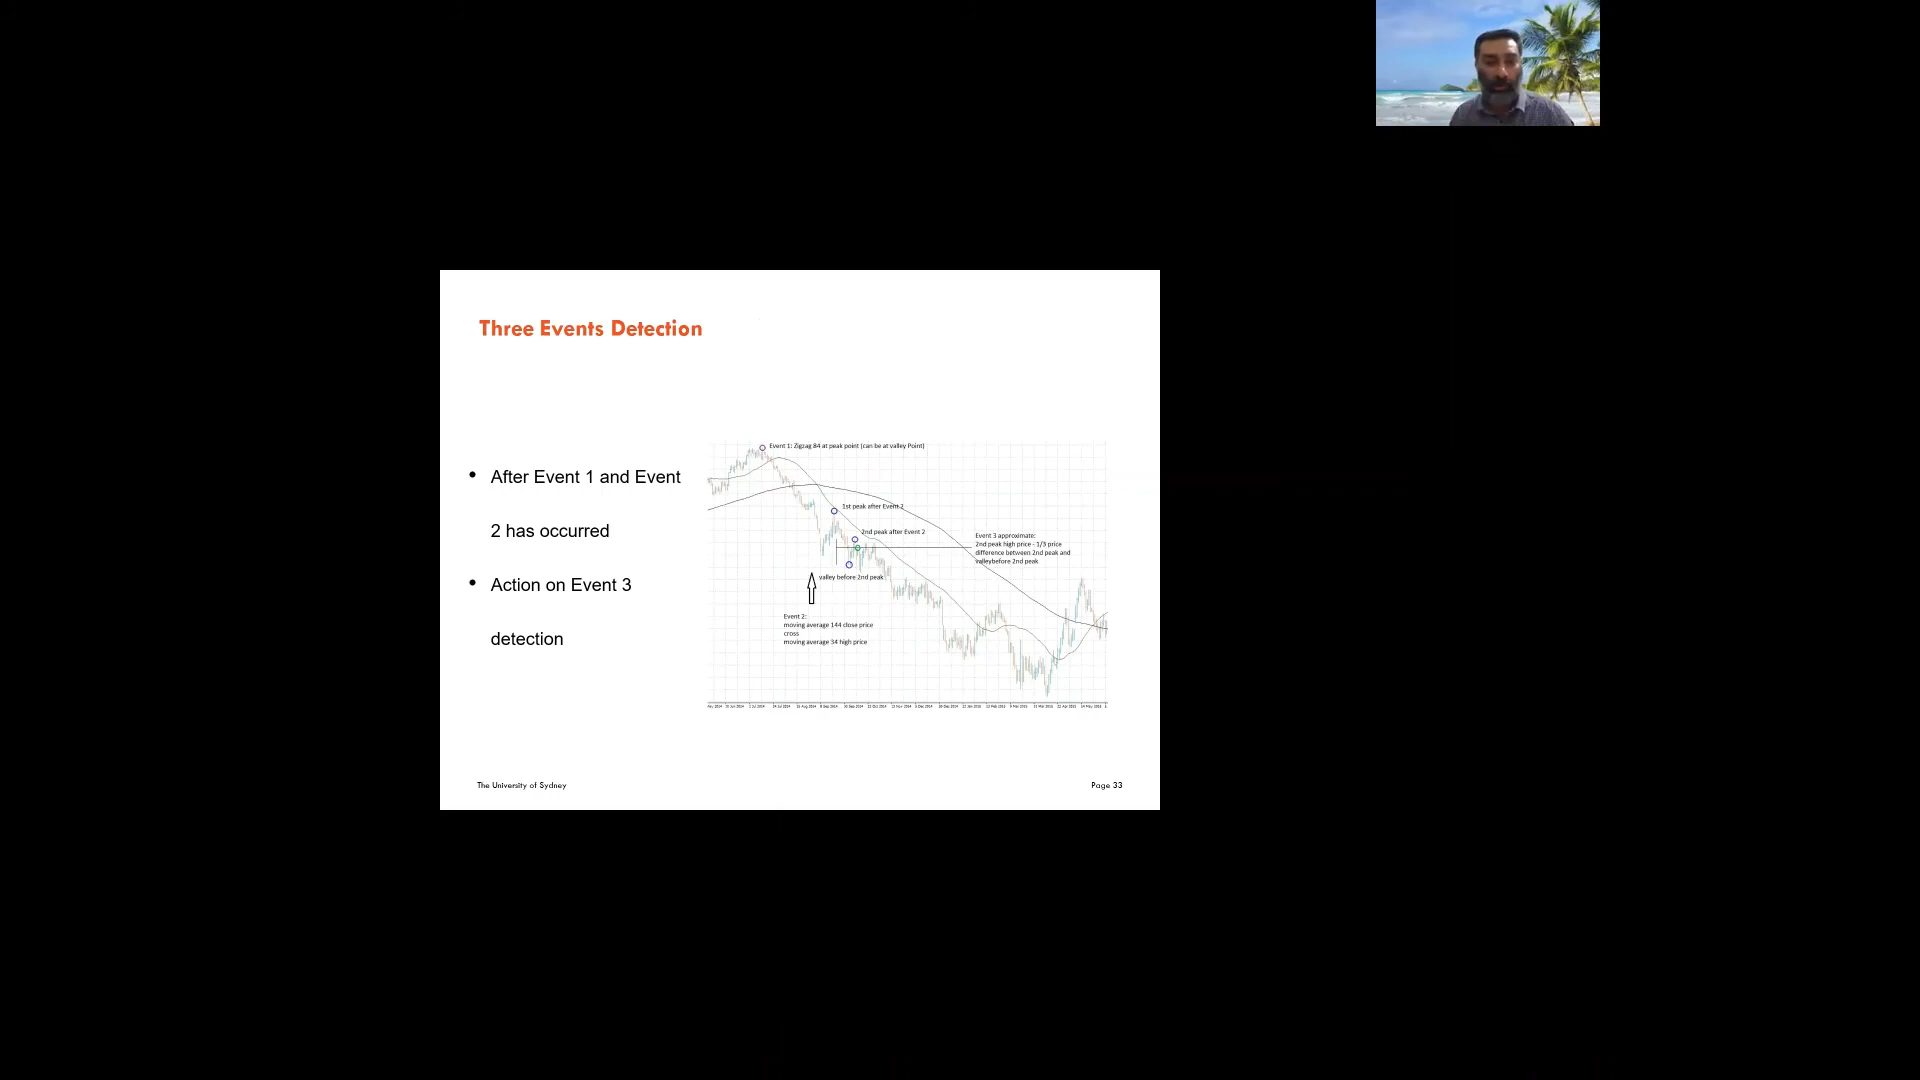 Three Events Detection
• After Event 1 and Event
2 has occurred
• Action on Event 3
detection
Event 1: Zigzag 84 at peak point (can be at valley Point)
1st peak after Event 2
2nd peak after Event 2
Event 3 approximate:
2nd peak high price - 1/3 price
difference between 2nd peak and
valleybefore 2nd peak
valley before 2nd peak
Event 2:
moving average 144 close price
cross
moving average 34 high price
The University of Sydney
Page 33